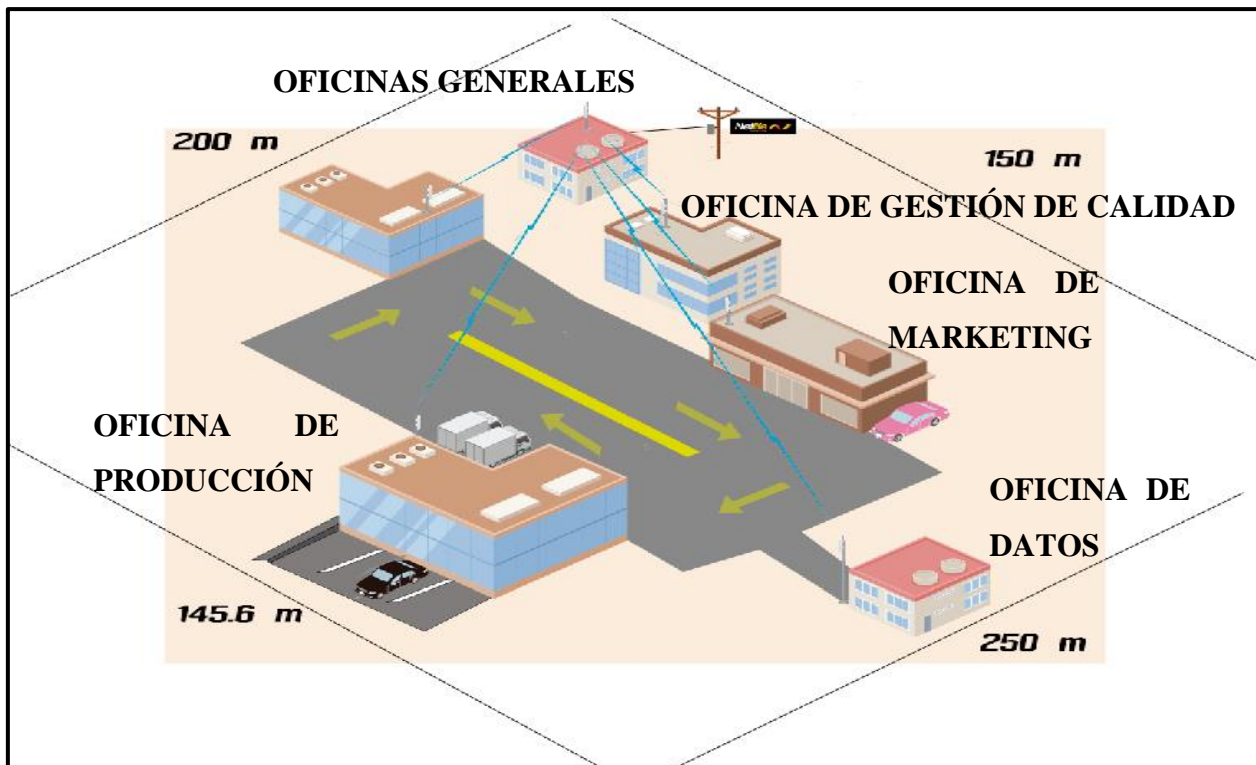 OFICINAS GENERALES
200 m
150 m
OFICINA DE GESTIÓN DE CALIDAD
OFICINA DE
MARKETING
OFICINA DE
PRODUCCIÓN
OFICINA DE
DATOS
145.6 m
250 m